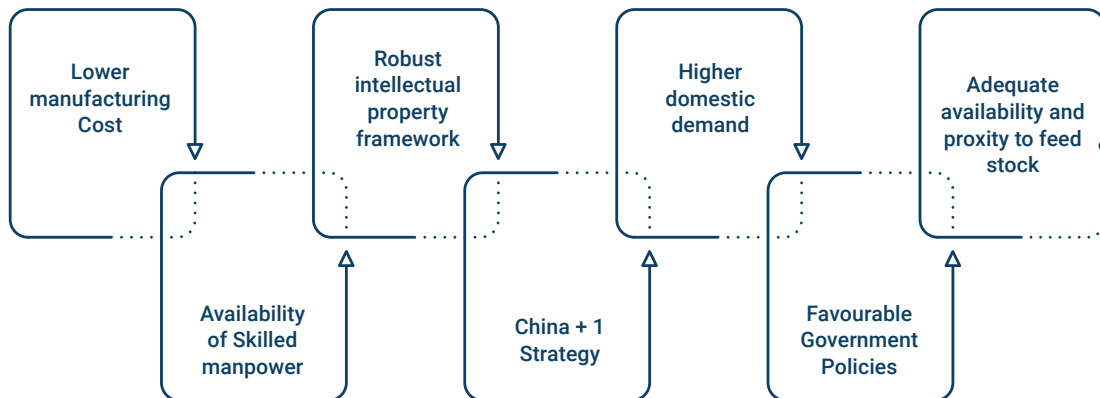 Lower
manufacturing
Cost
Availability
of Skilled
manpower
Robust
intellectual
property
framework
China + 1
Strategy
Higher
domestic
demand
Favourable
Government
Policies
Adequate
availability and
proxity to feed
stock